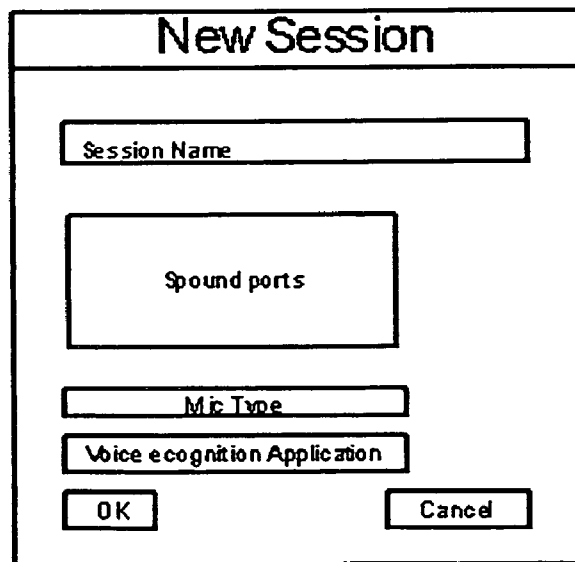 New Session
Session Name
Spound ports
Mic Type
Voice ecognition Application
OK
Cancel